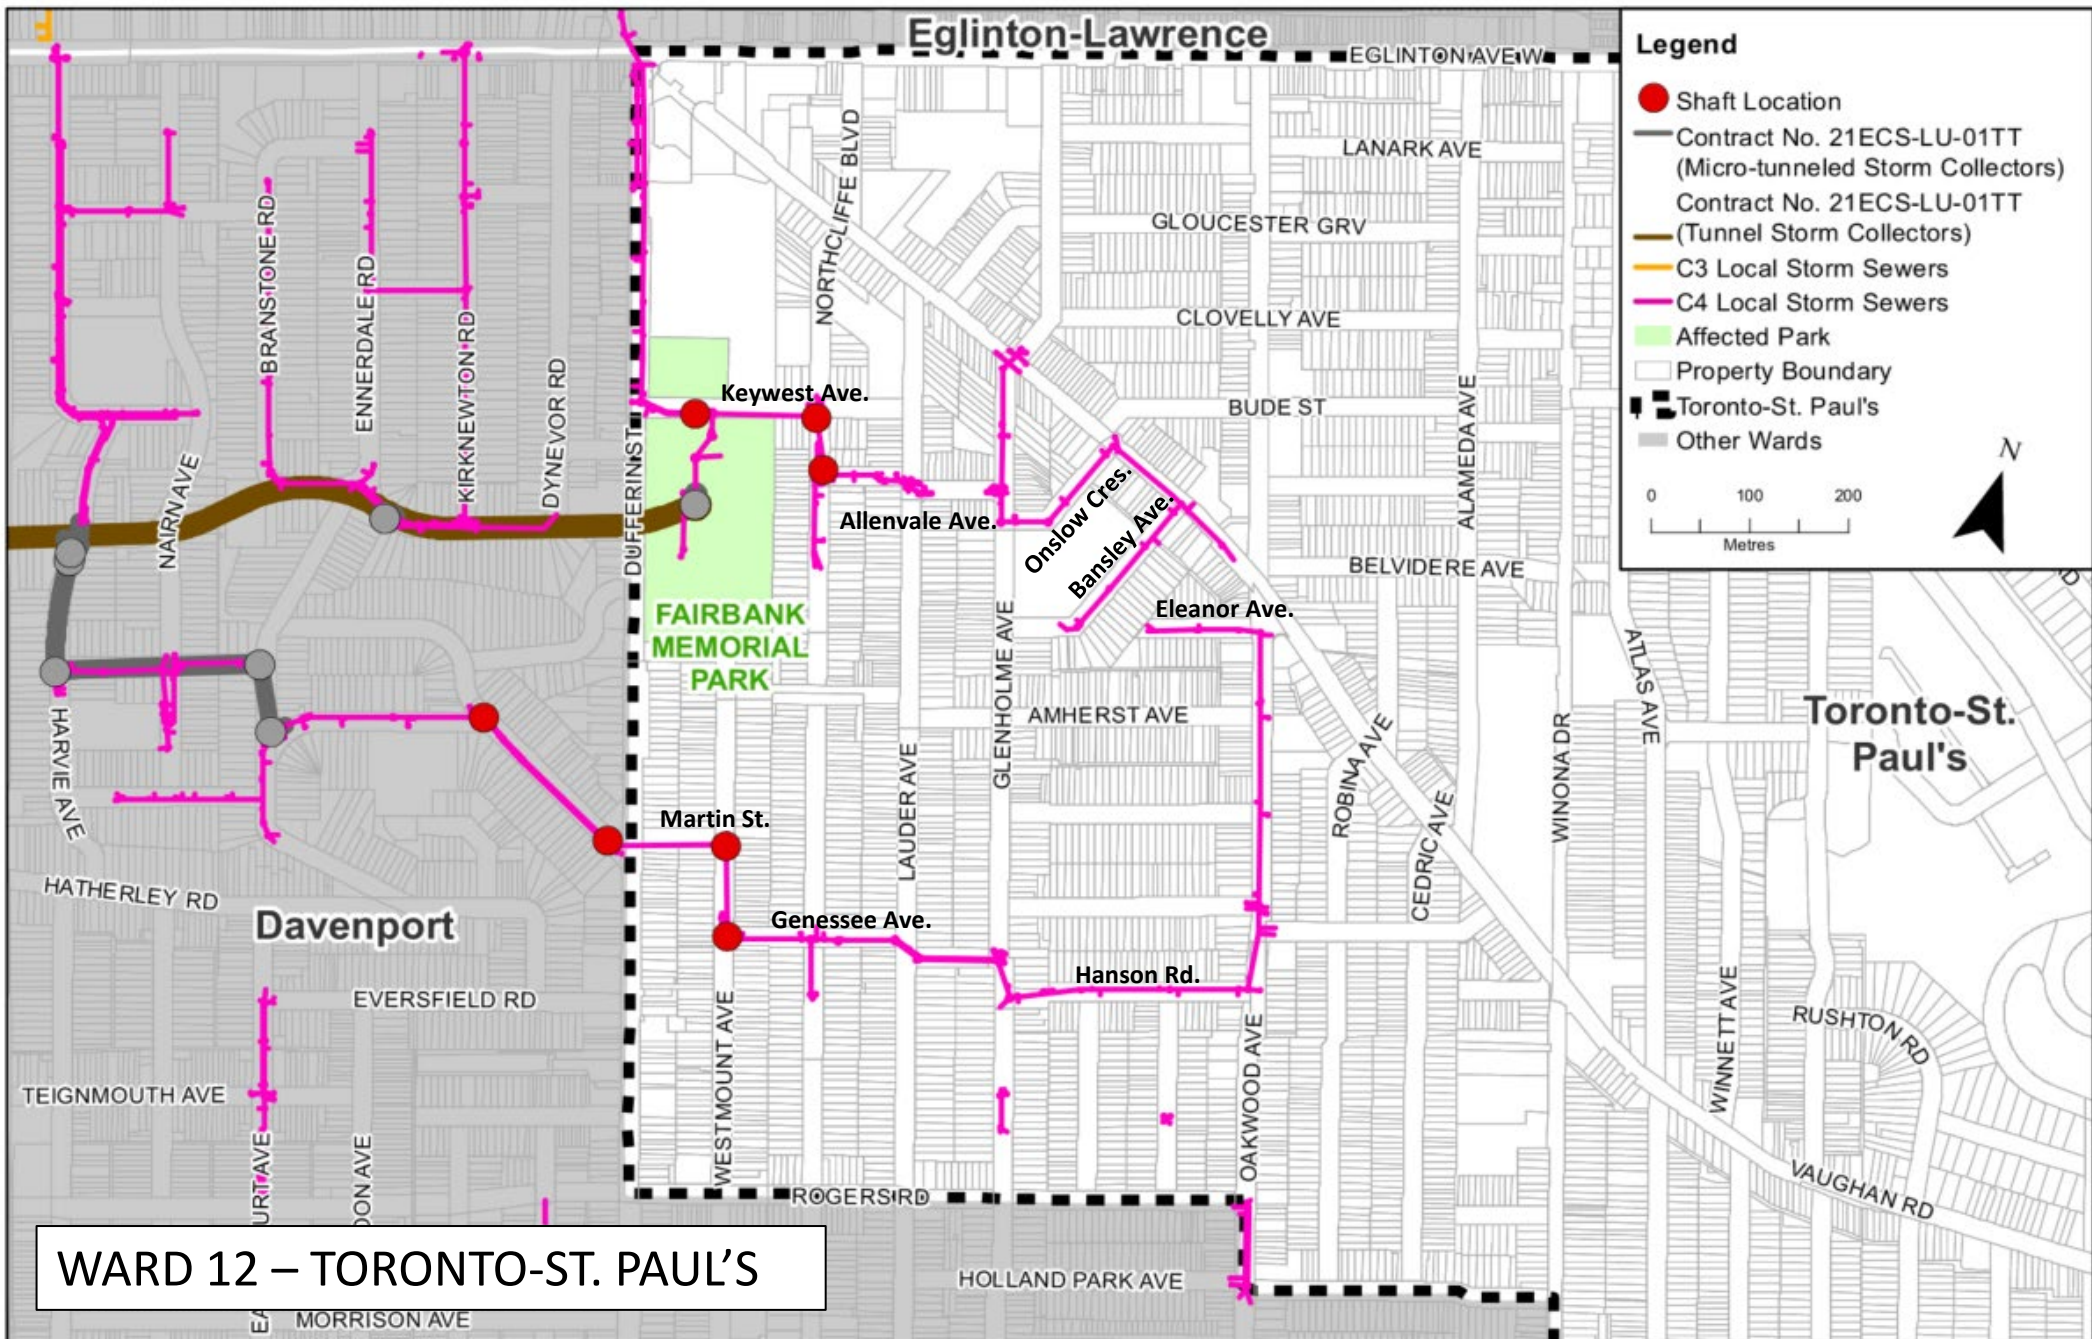 Eglinton-Lawrence
EGLINTON AVE W
Legend
Shaft Location
Contract No. 21ECS-LU-01TT
(Micro-tunneled Storm Collectors)
Contract No. 21ECS-LU-01TT
(Tunnel Storm Collectors)
C3 Local Storm Sewers
C4 Local Storm Sewers
Affected Park
Property Boundary
Toronto-St. Paul's
Other Wards
N
0 100 200
Metres
LANARK AVE
NORTHCLIFFE BLVD
GLOUCESTER GRV
BRANSTONE RD
ENNERDALE RD
KIRKNEWTON RD
DYNEVOR RD
CLOVELLY AVE
Keywest Ave.
BUDE ST
ALAMEDA AVE
NAIRN AVE
DUFFERIN ST
Allenvale Ave.
Onslow Cres.
Bansley Ave.
BELVIDERE AVE
RD
FAIRBANK
MEMORIAL
PARK
Eleanor Ave.
GLENHOLME AVE
ATLAS AVE
HARVIE AVE
AMHERST AVE
ROBINA AVE
WINONA DR
Toronto-St.
Paul's
LAUDER AVE
Martin St.
CEDRIC AVE
HATHERLEY RD
Davenport
Genessee Ave.
Hanson Rd.
EVERSFIELD RD
WESTMOUNT AVE
OAKWOOD AVE
WINNETT AVE
RUSHTON RD
TEIGNMOUTH AVE
URT AVE
DON AVE
ROGERS RD
VAUGHAN RD
WARD 12 – TORONTO-ST. PAUL’S
HOLLAND PARK AVE
EA
MORRISON AVE